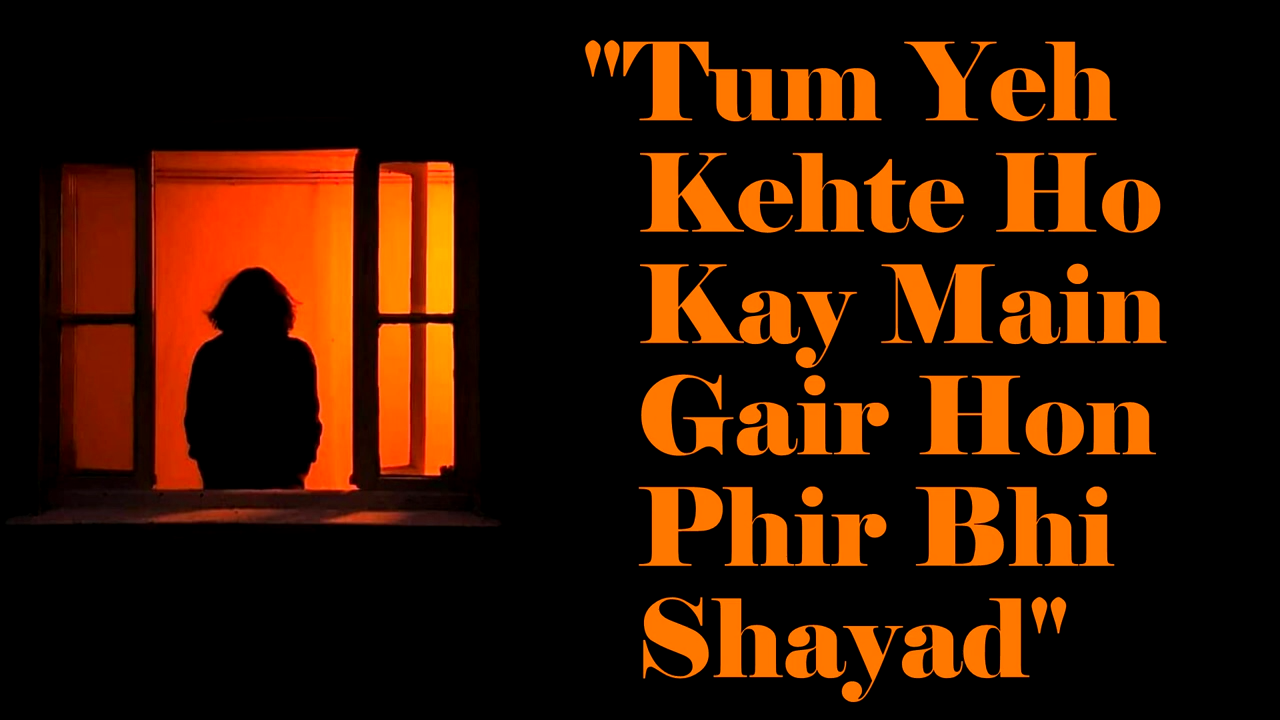 "Tum Yeh
Kehte Ho
Kay Main
Gair Hon
Phir Bhi
Shayad"